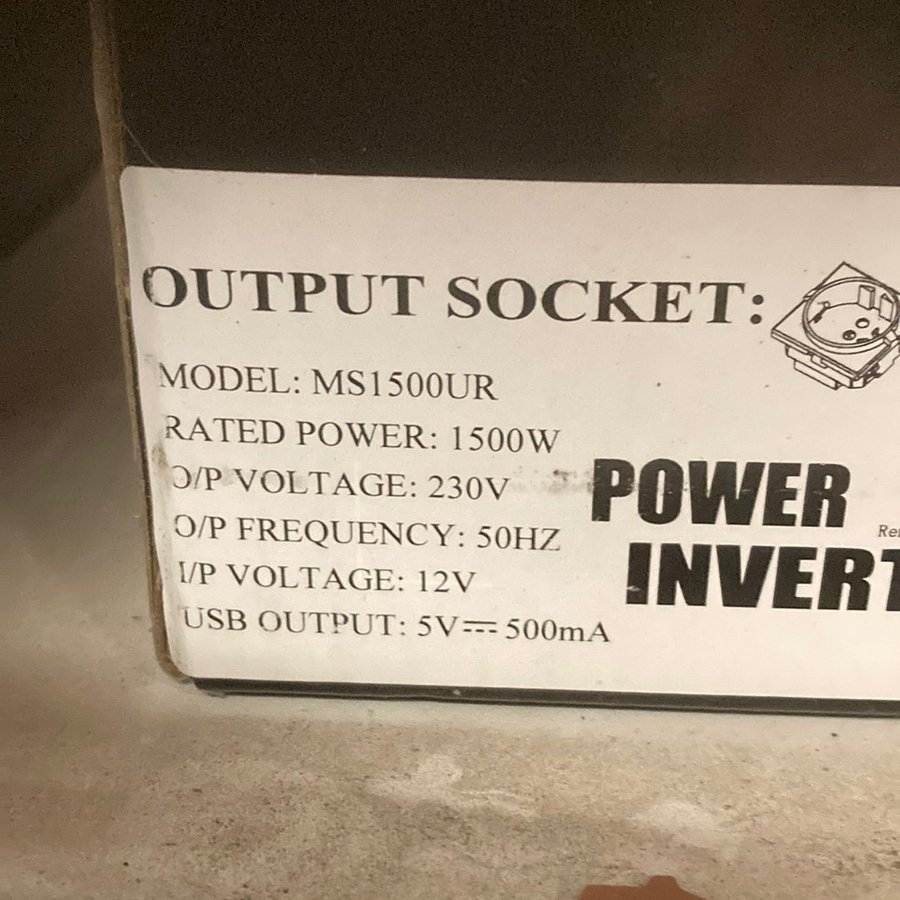 OUTPUT SOCKET:
MODEL: MS1500UR
RATED POWER: 1500W
O/P VOLTAGE: 230V
O/P FREQUENCY: 50HZ
I/P VOLTAGE: 12V
USB OUTPUT: 5V⎓500mA
POWER
INVERT